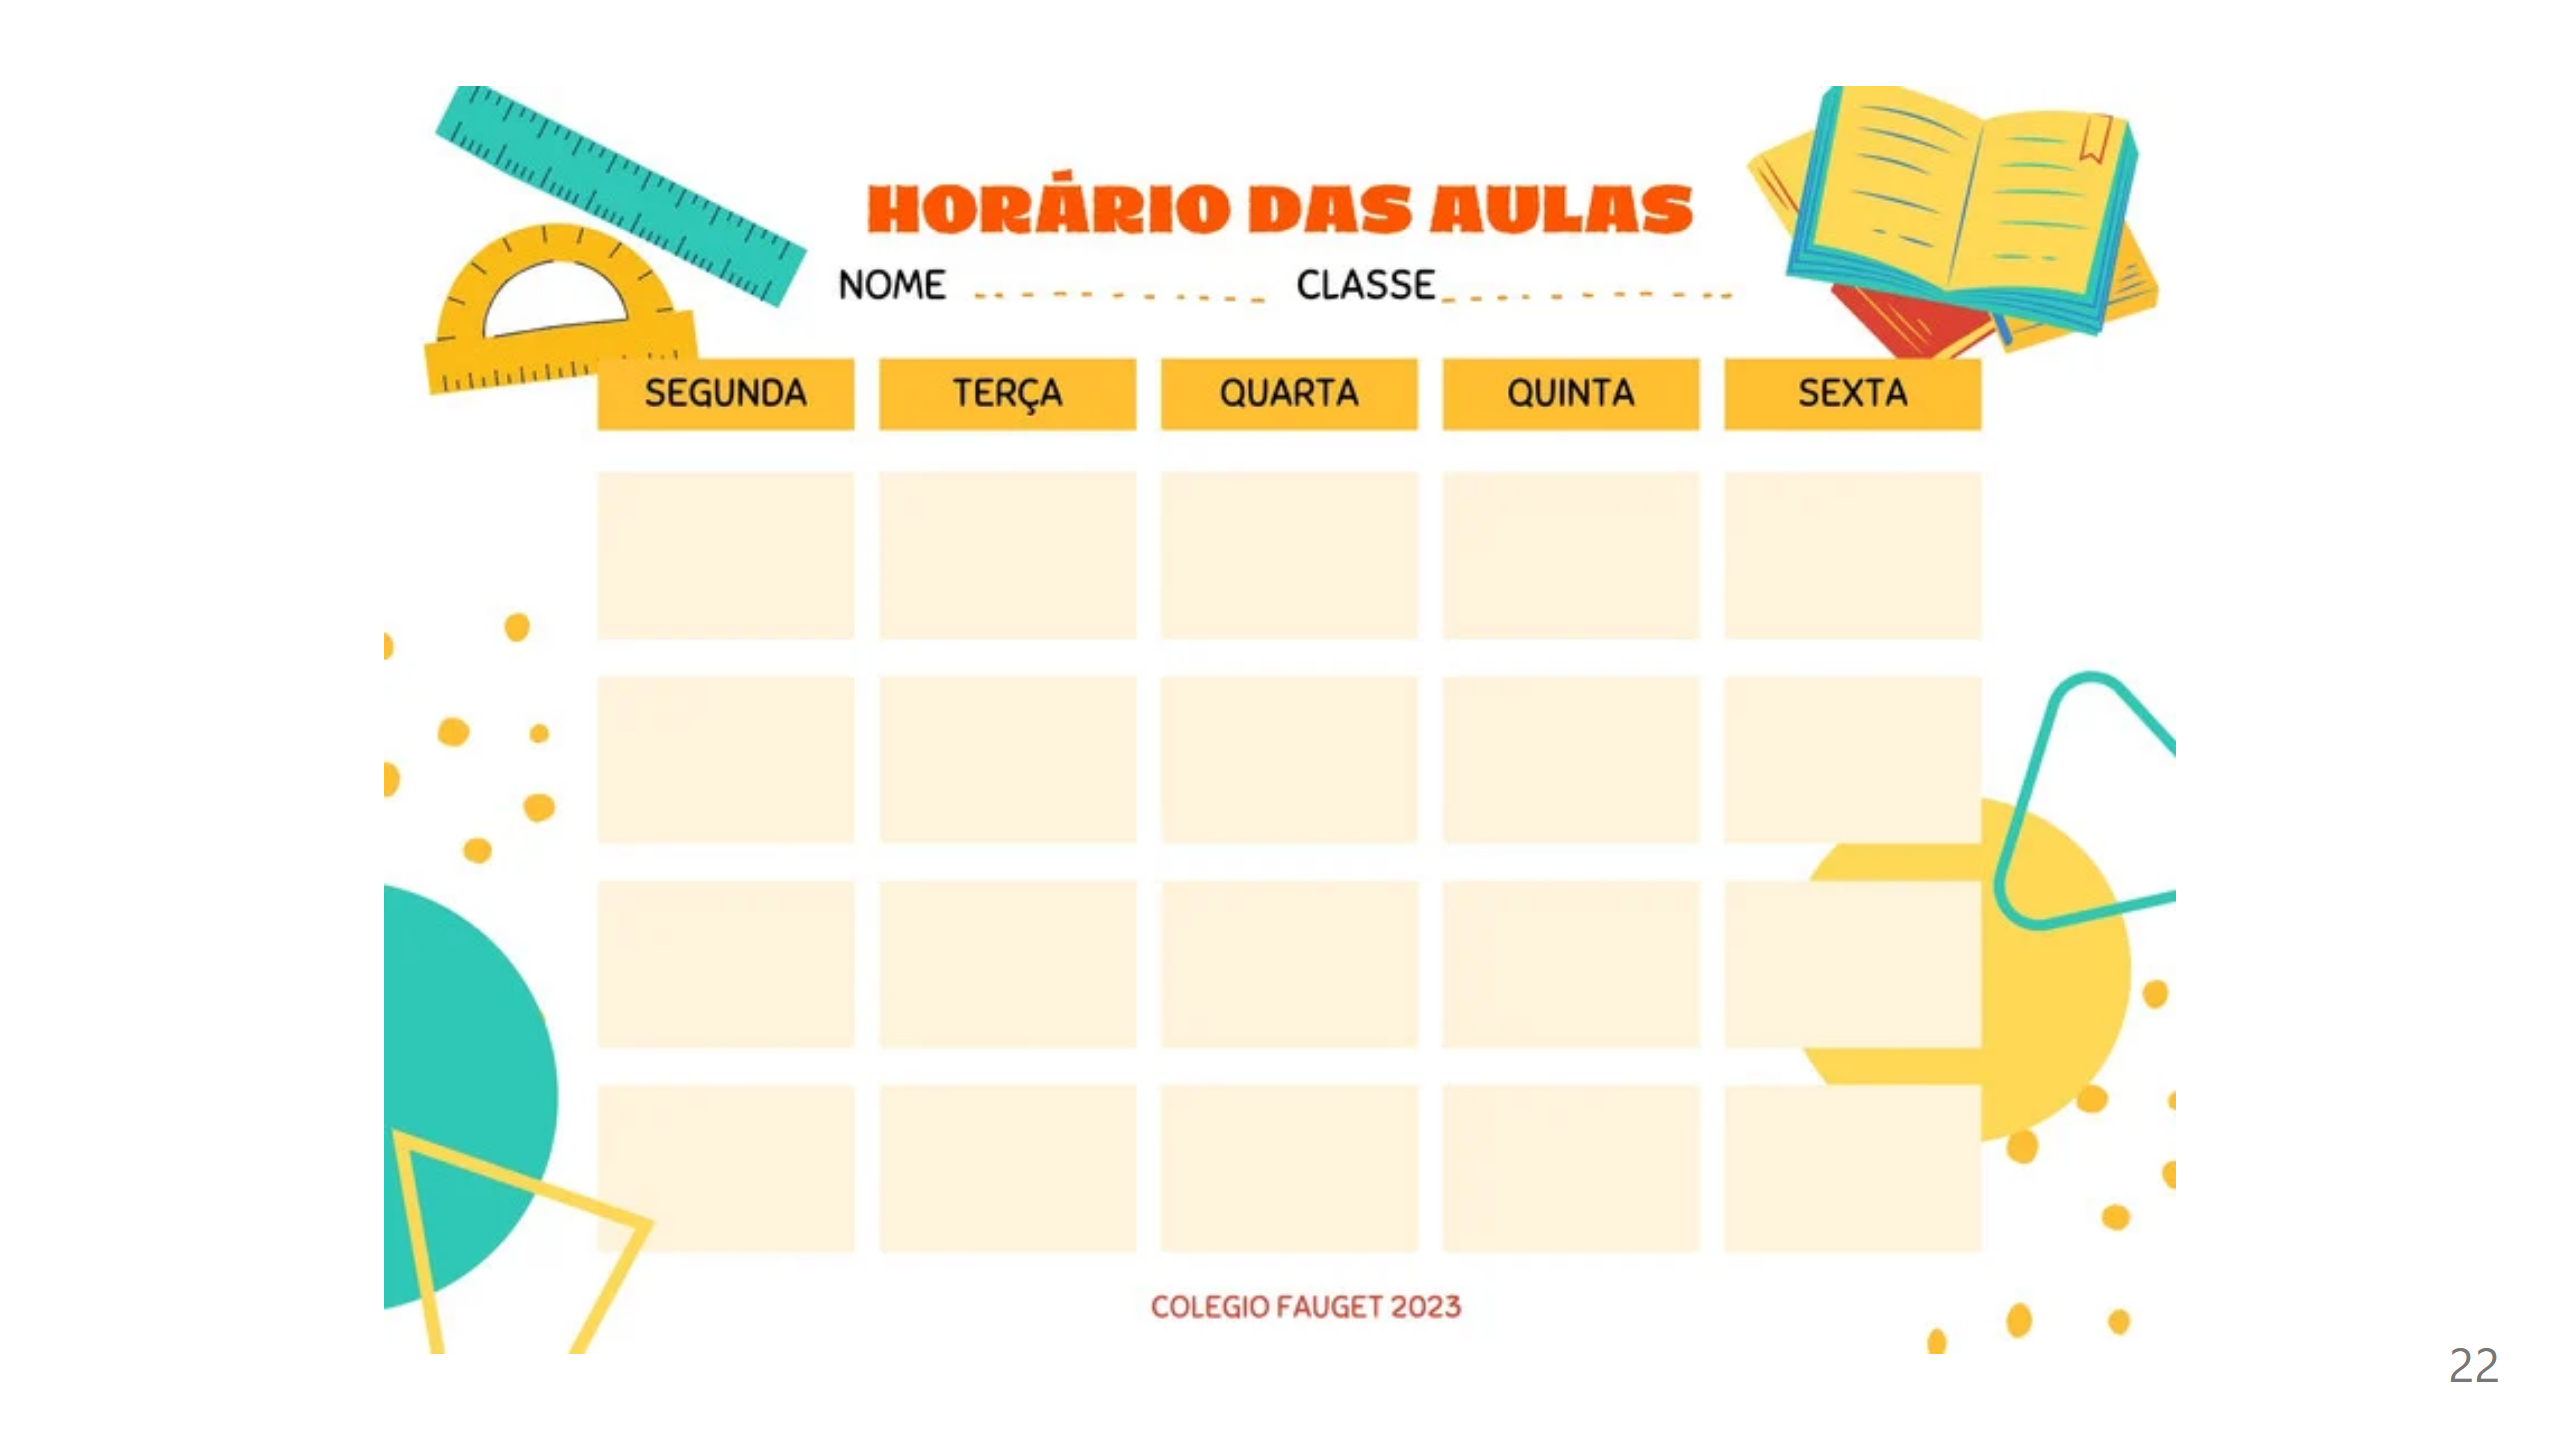 HORÁRIO DAS AULAS
NOME CLASSE
SEGUNDA TERÇA QUARTA QUINTA SEXTA
COLEGIO FAUGET 2023
22